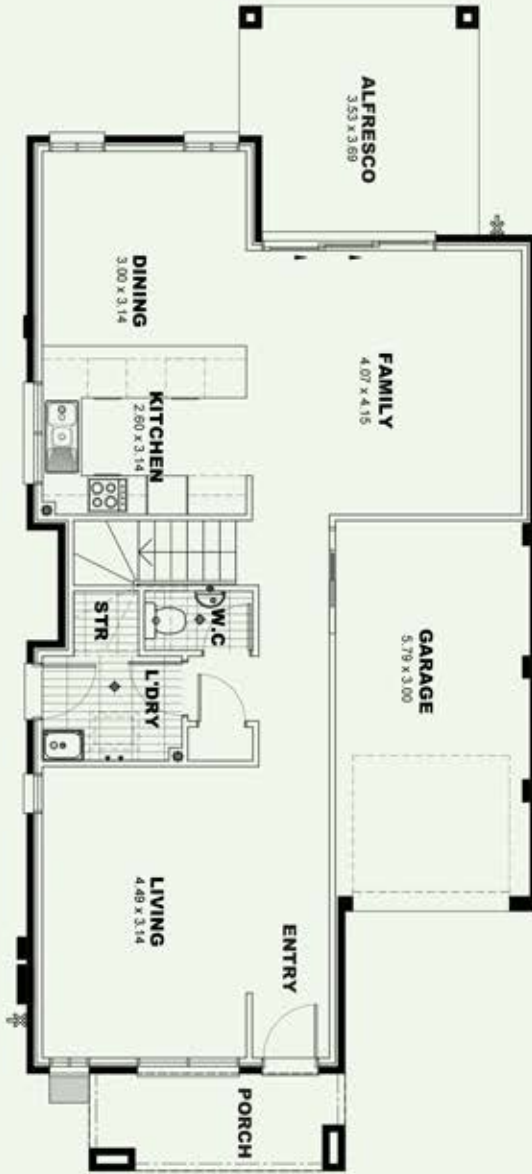 ALFRESCO
3.53 x 3.69
DINING
3.00 x 3.14
FAMILY
4.07 x 4.15
KITCHEN
2.60 x 3.14
STR
W.C
L'DRY
GARAGE
5.79 x 3.00
LIVING
4.49 x 3.14
ENTRY
PORCH